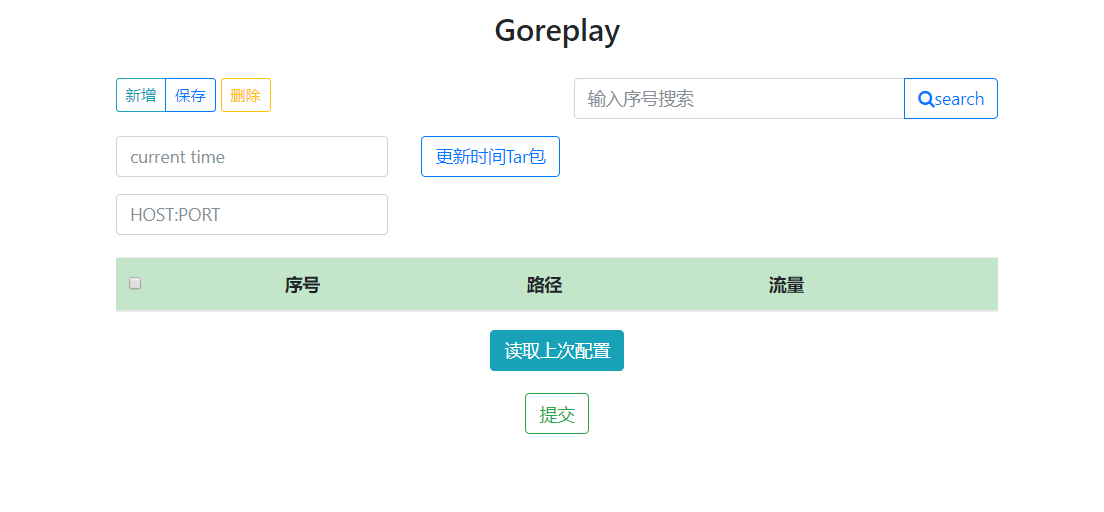 Goreplay
新增 保存 删除 输入序号搜索 search
current time 更新时间Tar包
HOST:PORT
序号 路径 流量
读取上次配置
提交